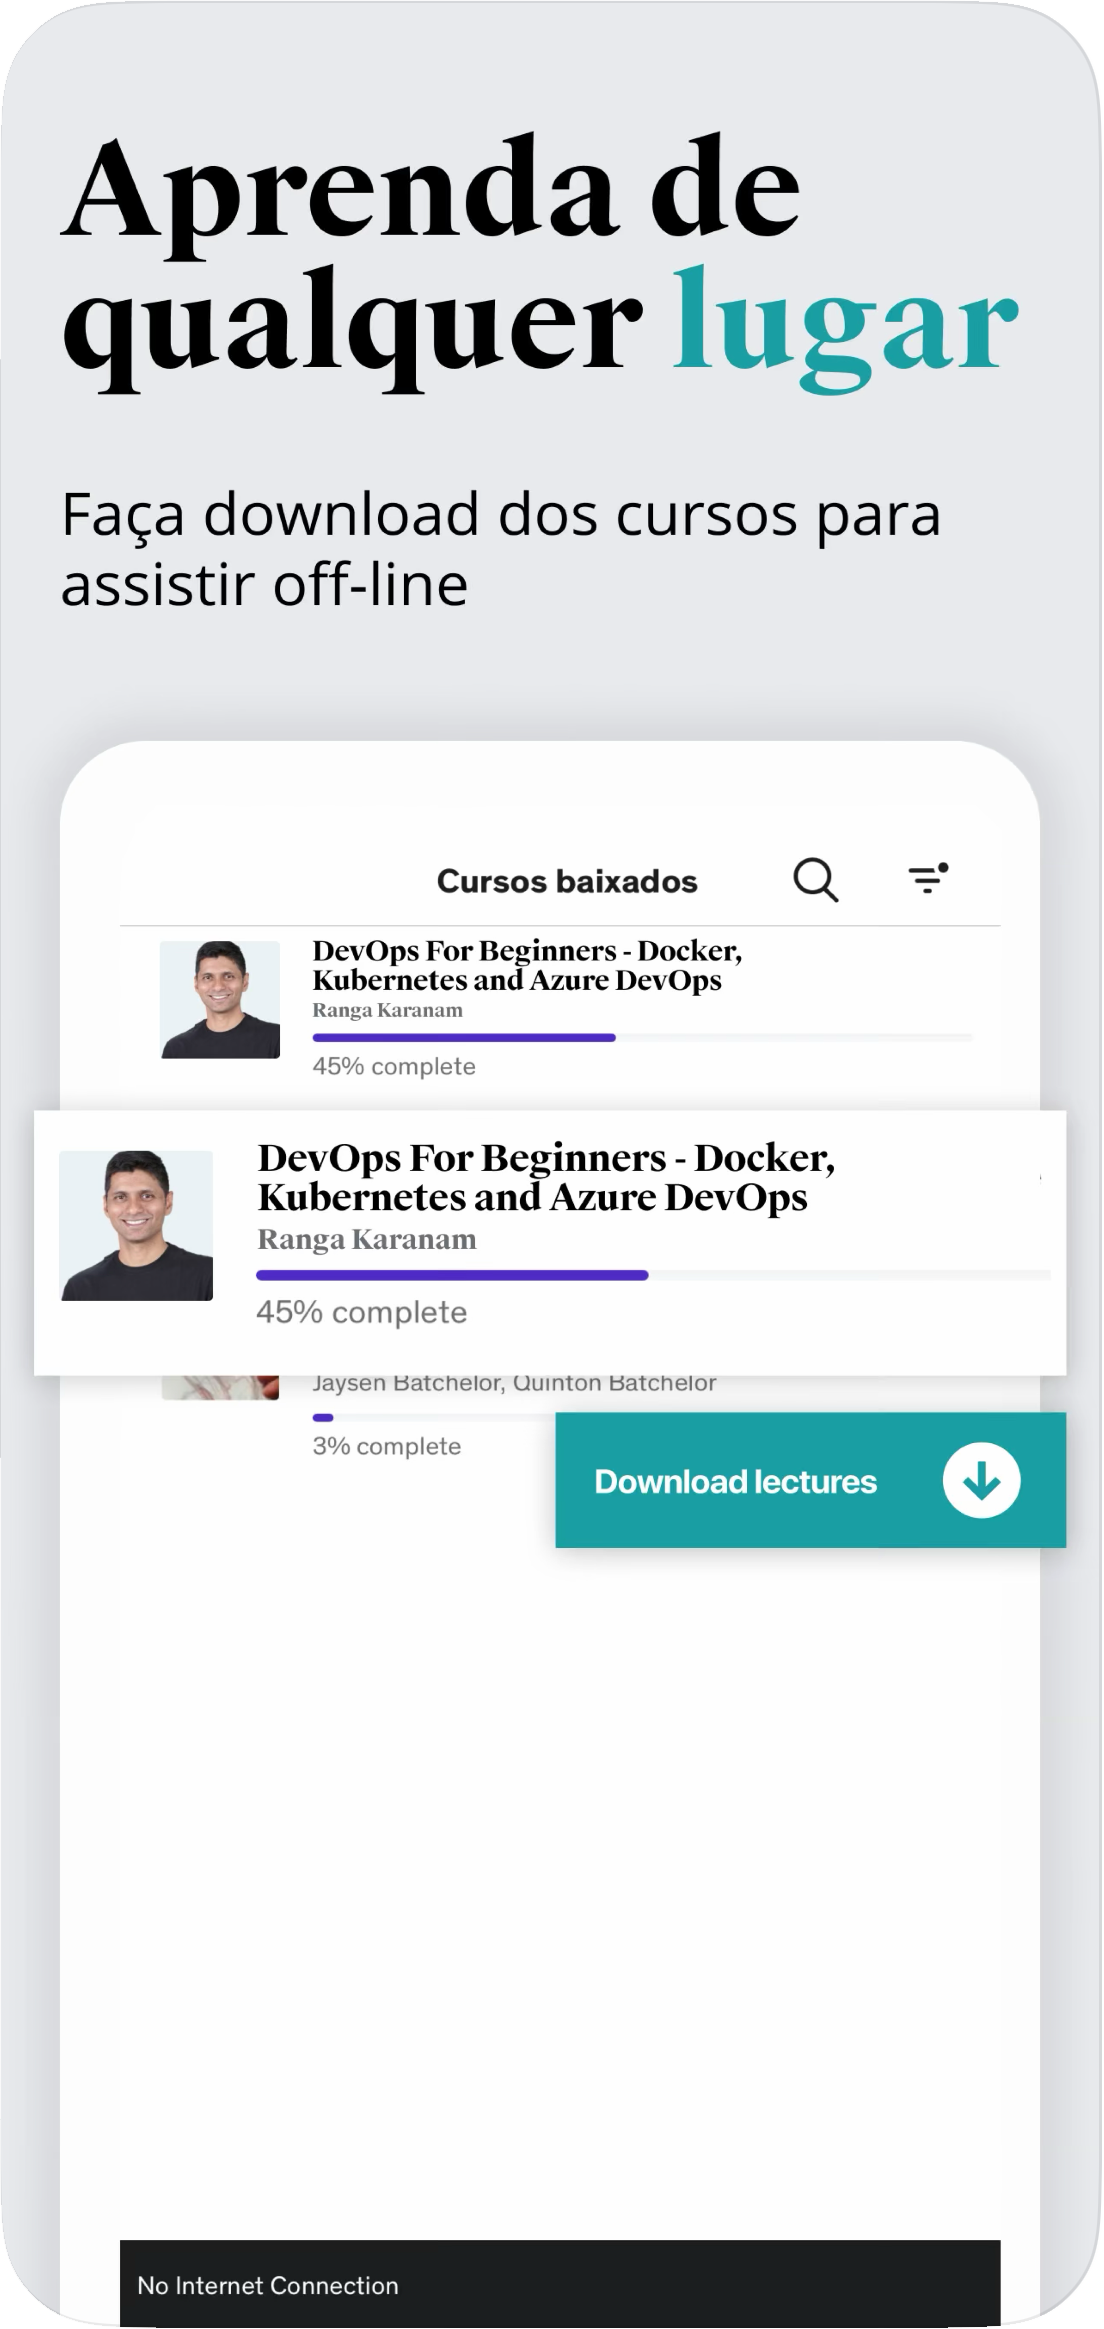 Aprenda de
qualquer lugar
Faça download dos cursos para
assistir off-line
Cursos baixados
DevOps For Beginners - Docker,
Kubernetes and Azure DevOps
Ranga Karanam
45% complete
DevOps For Beginners - Docker,
Kubernetes and Azure DevOps
Ranga Karanam
45% complete
Jaysen Batchelor, Quinton Batchelor
3% complete
Download lectures
No Internet Connection